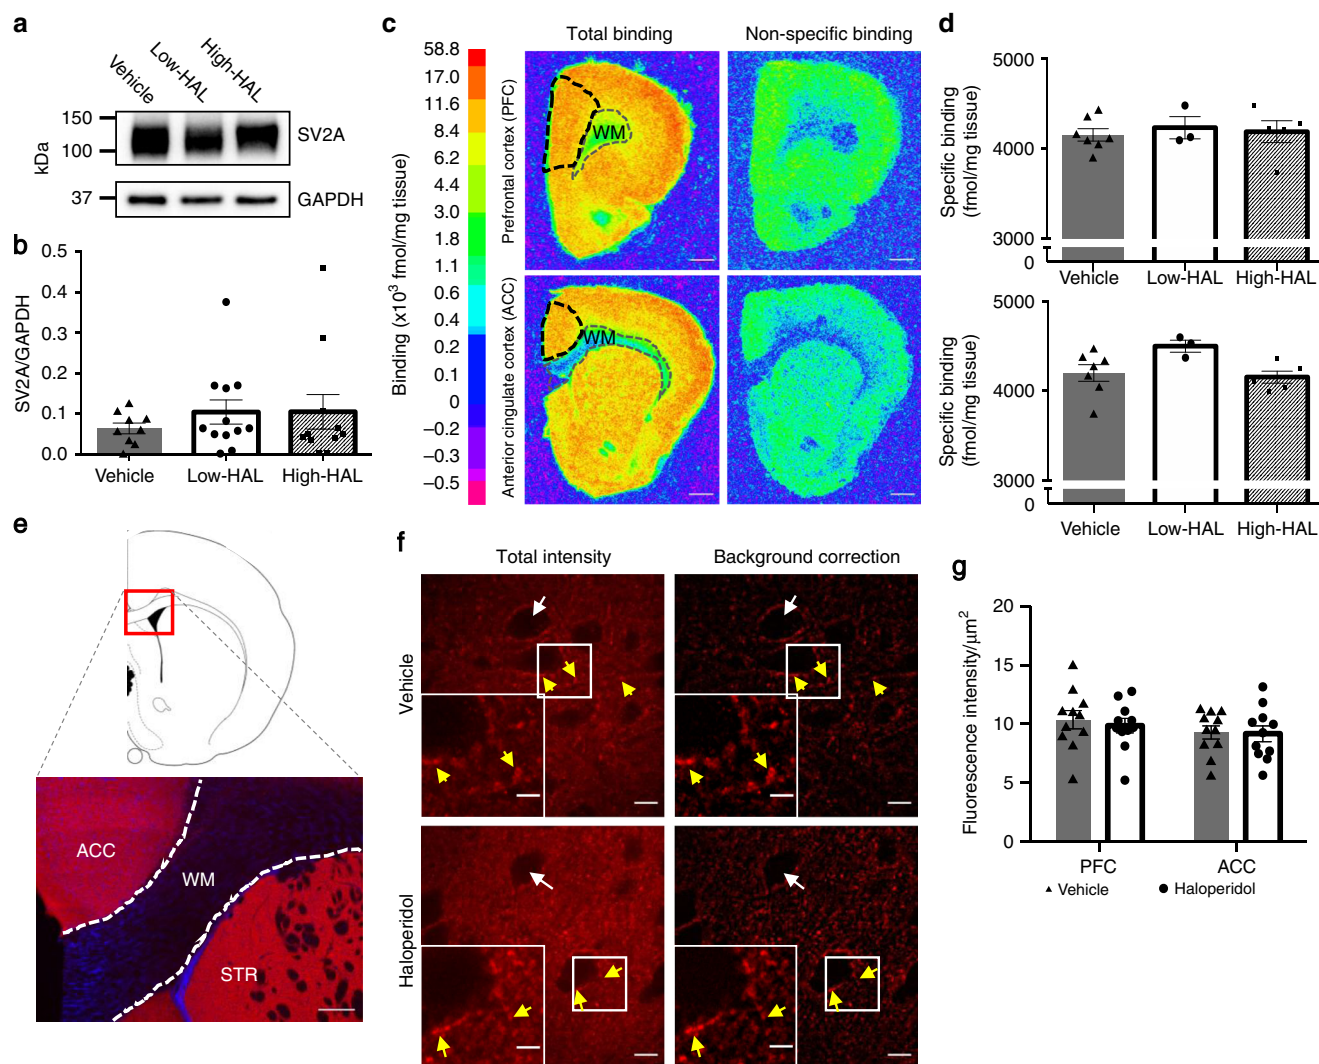 a
Vehicle
Low-HAL
High-HAL
kDa
150
100
37
SV2A
GAPDH
b
SV2A/GAPDH
0.5
0.4
0.3
0.2
0.1
0.0
Vehicle
Low-HAL
High-HAL
c
Binding (x10³ fmol/mg tissue)
58.8
17.0
11.6
8.4
6.2
4.4
3.0
1.8
1.1
0.6
0.4
0.2
0.1
0
–0.2
–0.3
–0.5
Total binding
Non-specific binding
Prefrontal cortex (PFC)
WM
Anterior cingulate cortex (ACC)
WM
d
Specific binding
(fmol/mg tissue)
5000
4000
3000
0
Vehicle
Low-HAL
High-HAL
Specific binding
(fmol/mg tissue)
5000
4000
3000
0
Vehicle
Low-HAL
High-HAL
e
ACC
WM
STR
f
Total intensity
Background correction
Vehicle
Haloperidol
g
Fluorescence intensity/µm²
20
15
10
5
0
PFC
ACC
▲ Vehicle
● Haloperidol